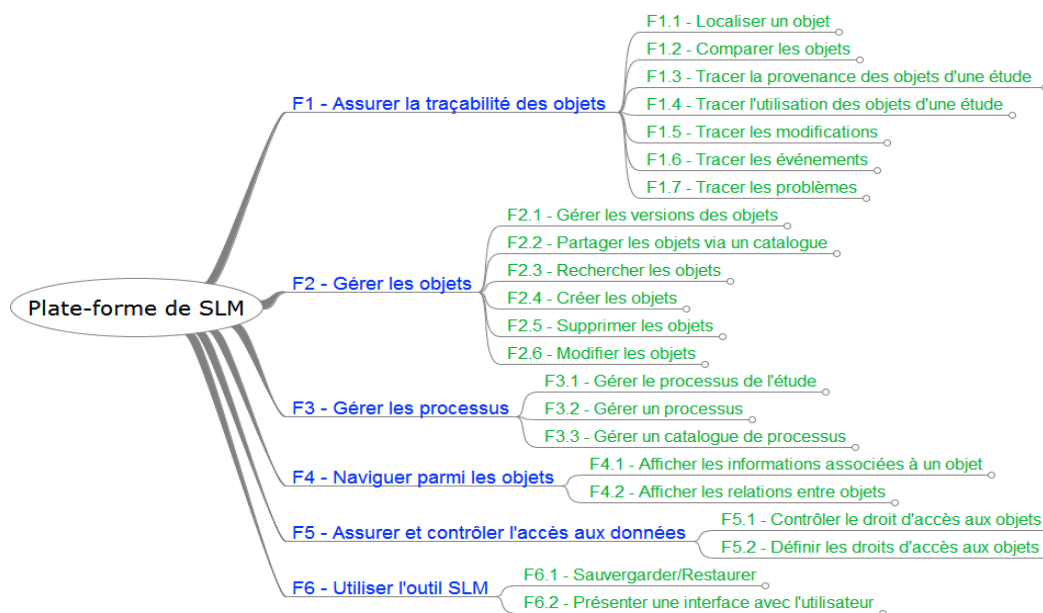 Plate-forme de SLM
F1 - Assurer la traçabilité des objets
F1.1 - Localiser un objet
F1.2 - Comparer les objets
F1.3 - Tracer la provenance des objets d'une étude
F1.4 - Tracer l'utilisation des objets d'une étude
F1.5 - Tracer les modifications
F1.6 - Tracer les événements
F1.7 - Tracer les problèmes
F2 - Gérer les objets
F2.1 - Gérer les versions des objets
F2.2 - Partager les objets via un catalogue
F2.3 - Rechercher les objets
F2.4 - Créer les objets
F2.5 - Supprimer les objets
F2.6 - Modifier les objets
F3 - Gérer les processus
F3.1 - Gérer le processus de l'étude
F3.2 - Gérer un processus
F3.3 - Gérer un catalogue de processus
F4 - Naviguer parmi les objets
F4.1 - Afficher les informations associées à un objet
F4.2 - Afficher les relations entre objets
F5 - Assurer et contrôler l'accès aux données
F5.1 - Contrôler le droit d'accès aux objets
F5.2 - Définir les droits d'accès aux objets
F6 - Utiliser l'outil SLM
F6.1 - Sauvergarder/Restaurer
F6.2 - Présenter une interface avec l'utilisateur